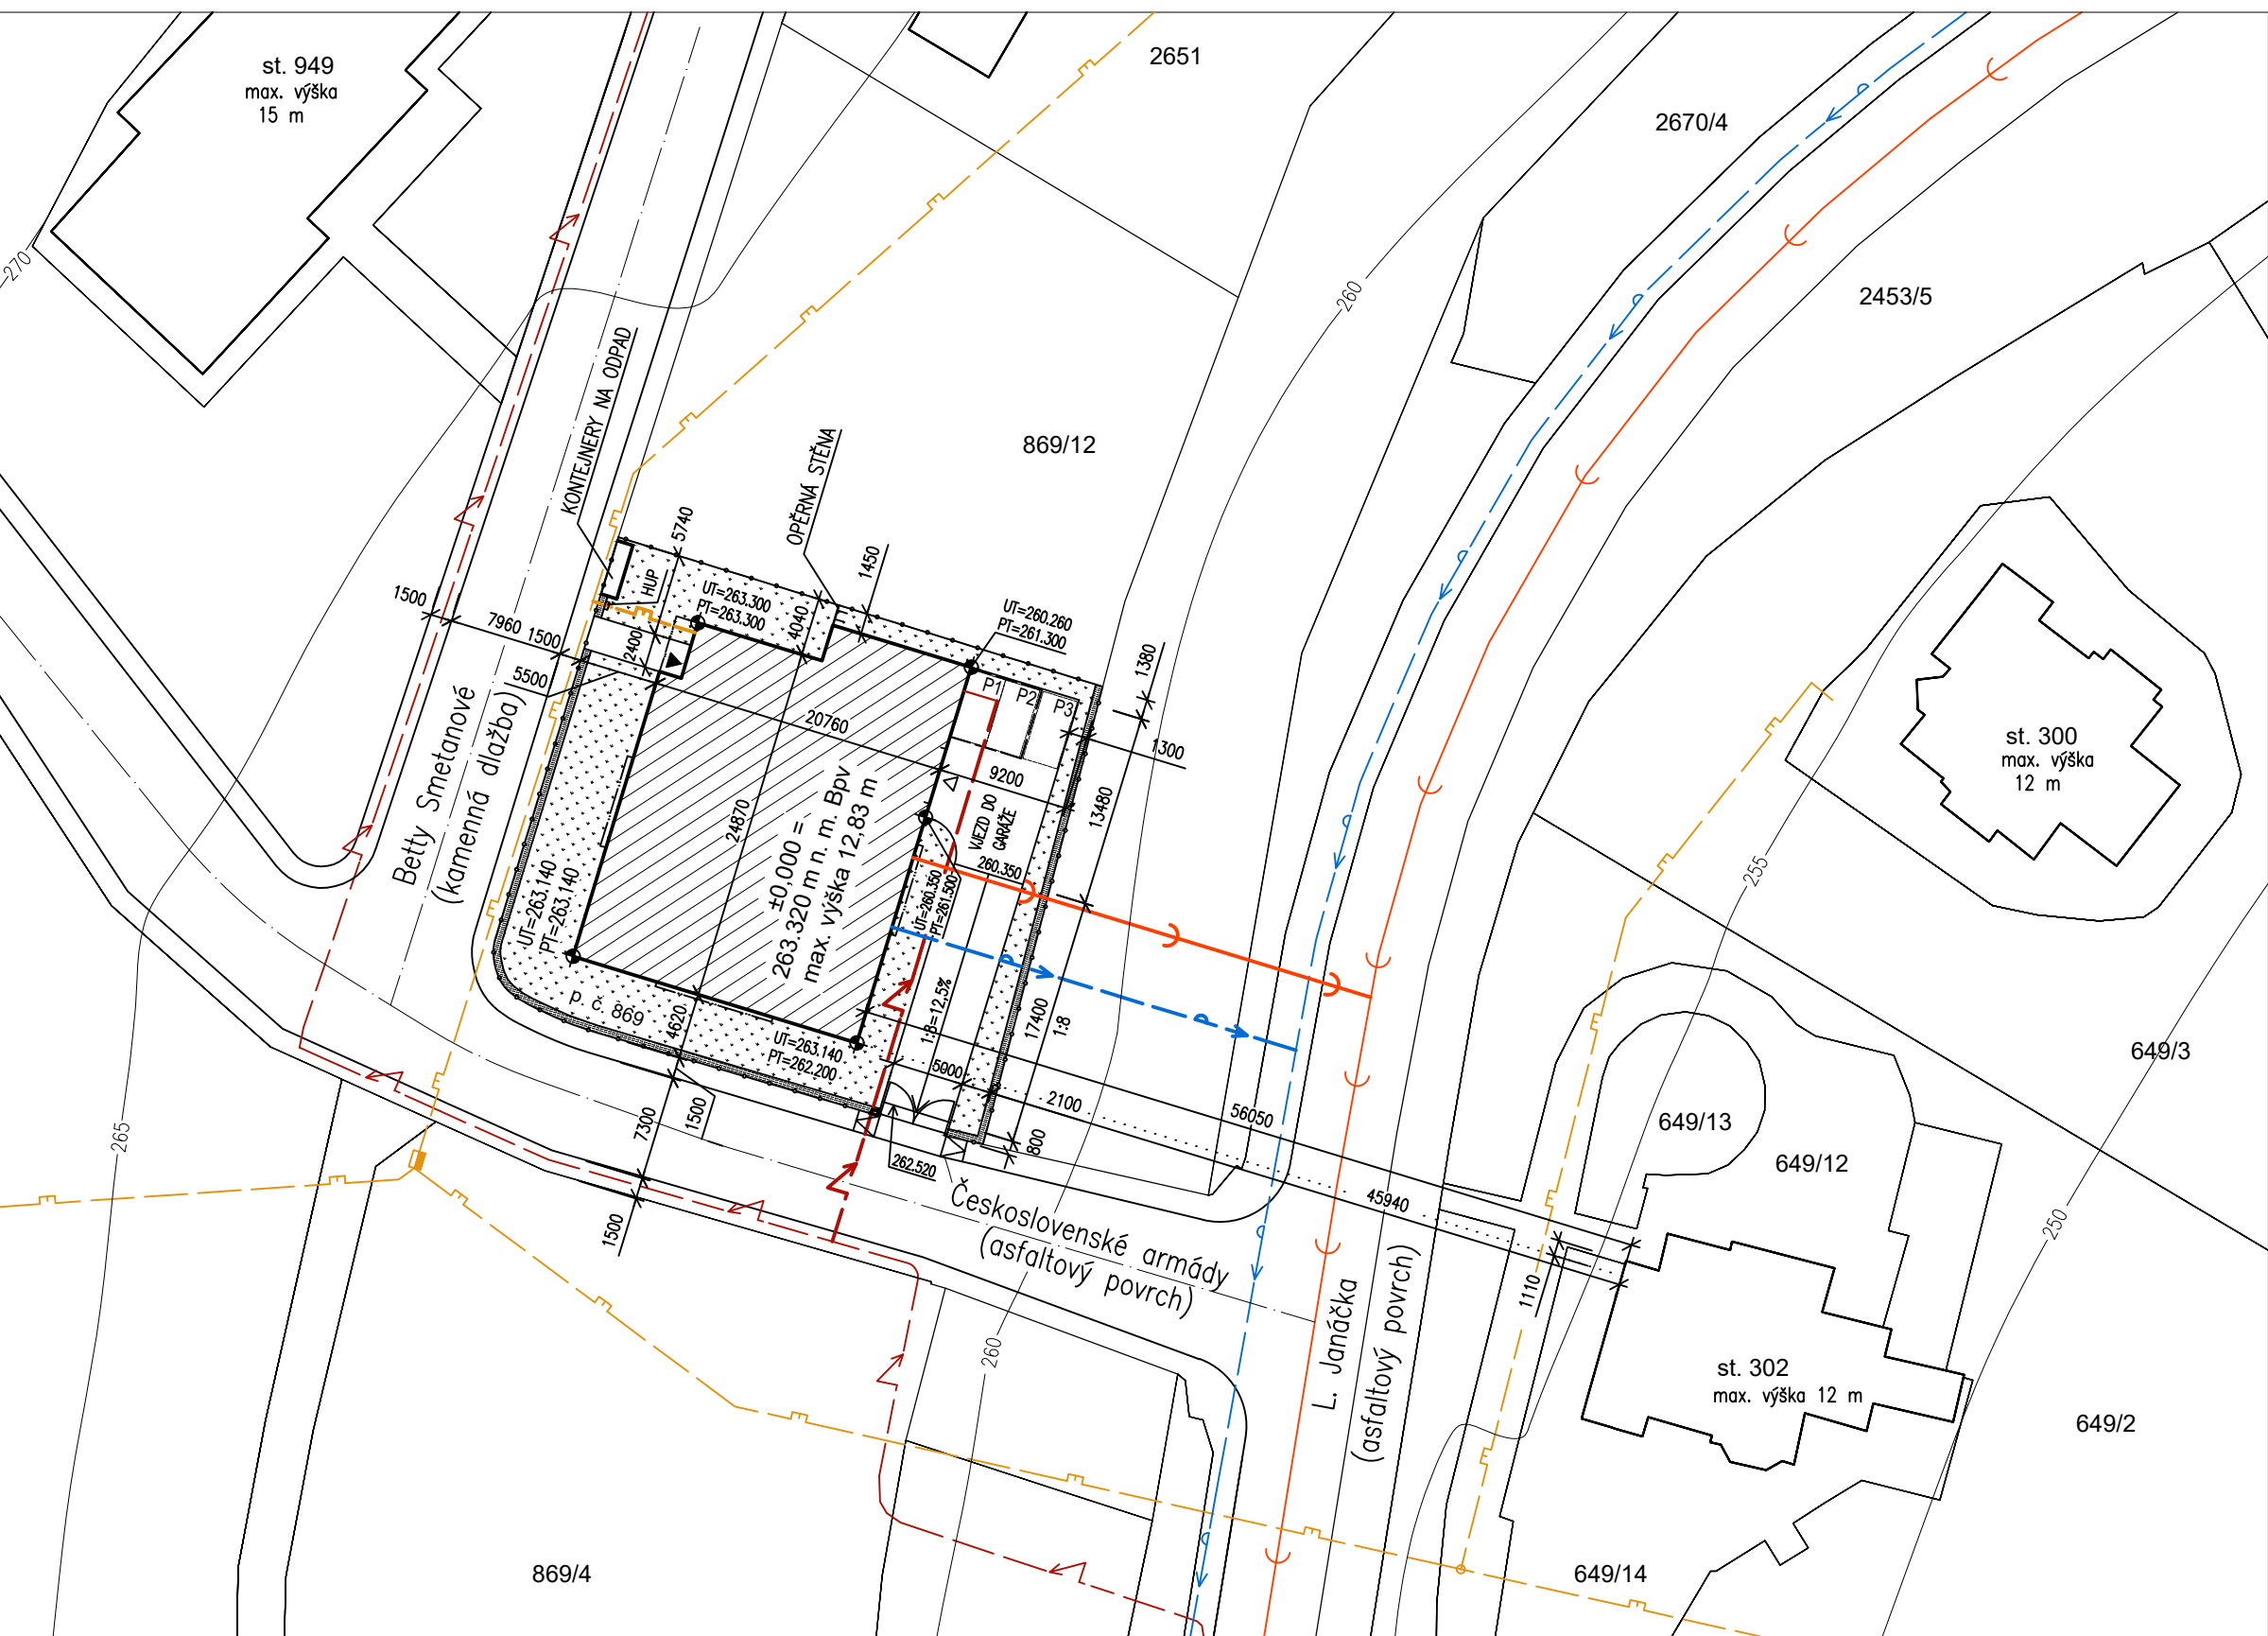 st. 949
max. výška
15 m
2651
2670/4
2453/5
270
260
KONTEJNERY NA ODPAD
OPĚRNÁ STĚNA
869/12
5740
1450
HUP
UT=263.300
PT=263.300
4040
UT=260.260
PT=261.300
1500
7960
1500
2400
5500
1380
P1
P2
P3
20760
1300
9200
13480
24870
Betty Smetanové
(kamenná dlažba)
±0,000 =
263.320 m n. m. Bpv
max. výška 12,83 m
VJEZD DO
GARÁŽE
260.350
UT=260.350
PT=261.500
UT=263.140
PT=263.140
p. č. 869
4620
UT=263.140
PT=262.200
1:8=12,5%
17400
1:8
5900
2100
56050
800
262.520
7300
1500
1500
45940
1110
Československé armády
(asfaltový povrch)
L. Janáčka
(asfaltový povrch)
st. 300
max. výška
12 m
255
649/3
649/13
649/12
250
st. 302
max. výška 12 m
649/2
649/14
265
260
869/4